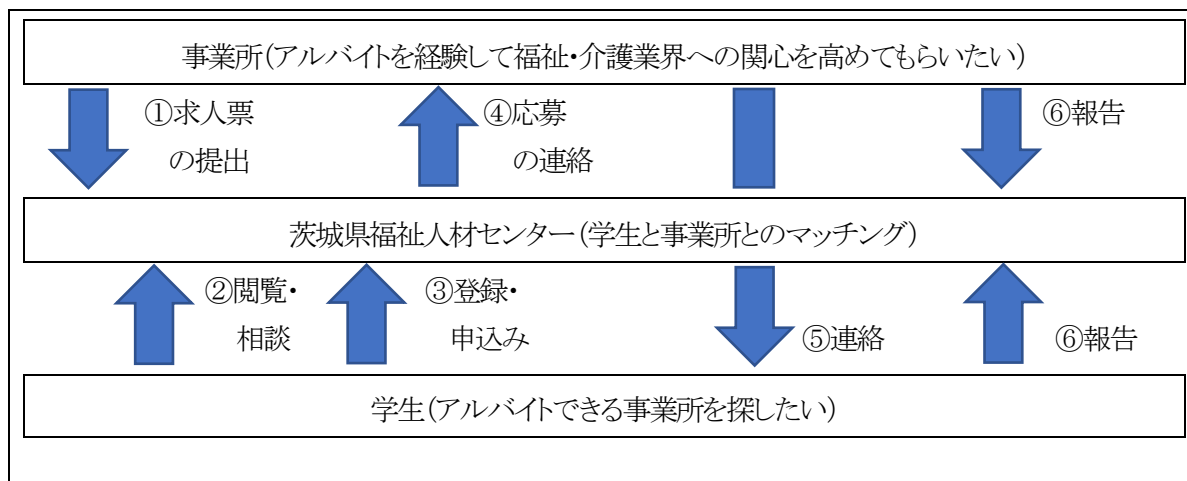 事業所(アルバイトを経験して福祉・介護業界への関心を高めてもらいたい)
①求人票
の提出
④応募
の連絡
⑥報告
茨城県福祉人材センター(学生と事業所とのマッチング)
②閲覧・
相談
③登録・
申込み
⑤連絡
⑥報告
学生(アルバイトできる事業所を探したい)